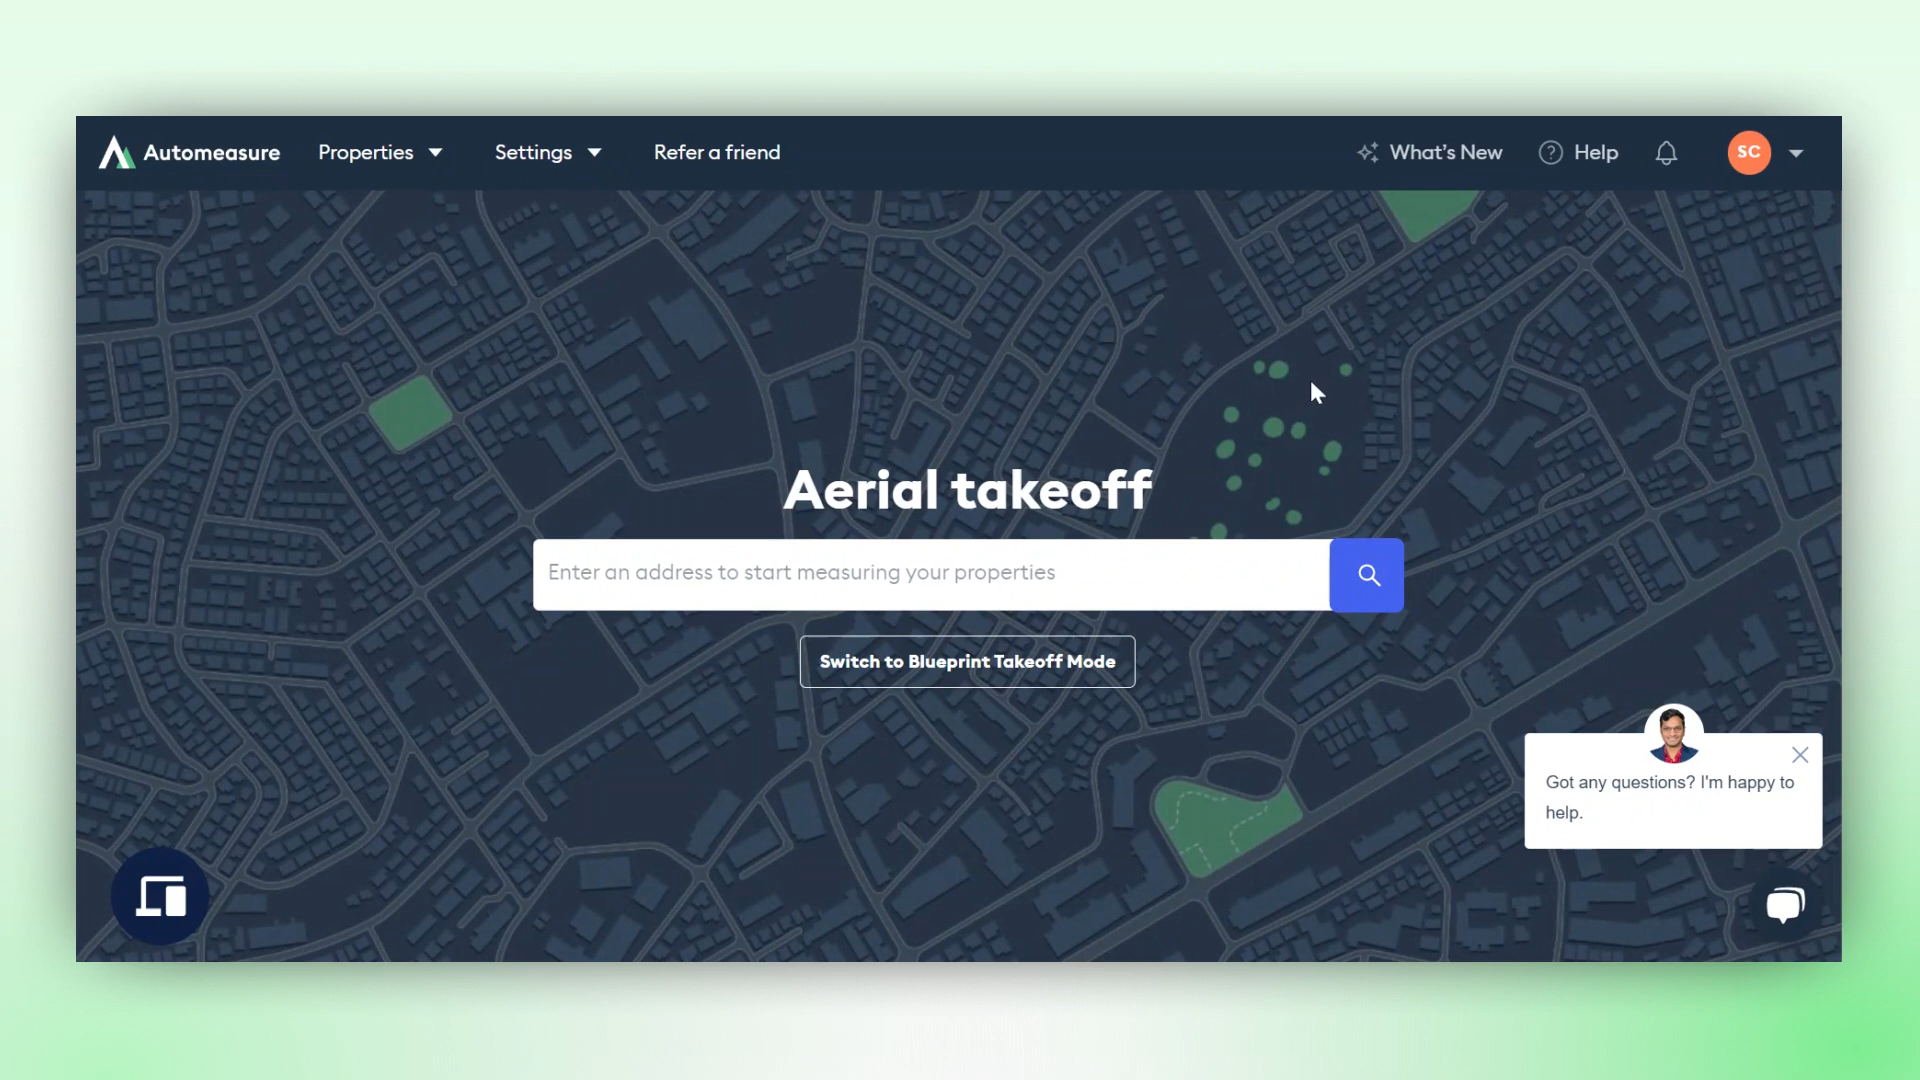 Automeasure
Properties
Settings
Refer a friend
What's New
Help
SC
Aerial takeoff
Enter an address to start measuring your properties
Switch to Blueprint Takeoff Mode
Got any questions? I'm happy to
help.